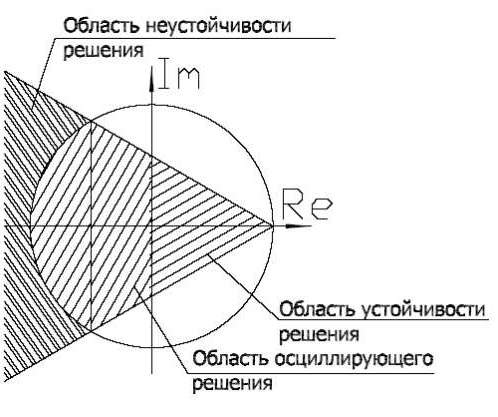 Область неустойчивости
решения
Im
Re
Область устойчивости
решения
Область осциллирующего
решения